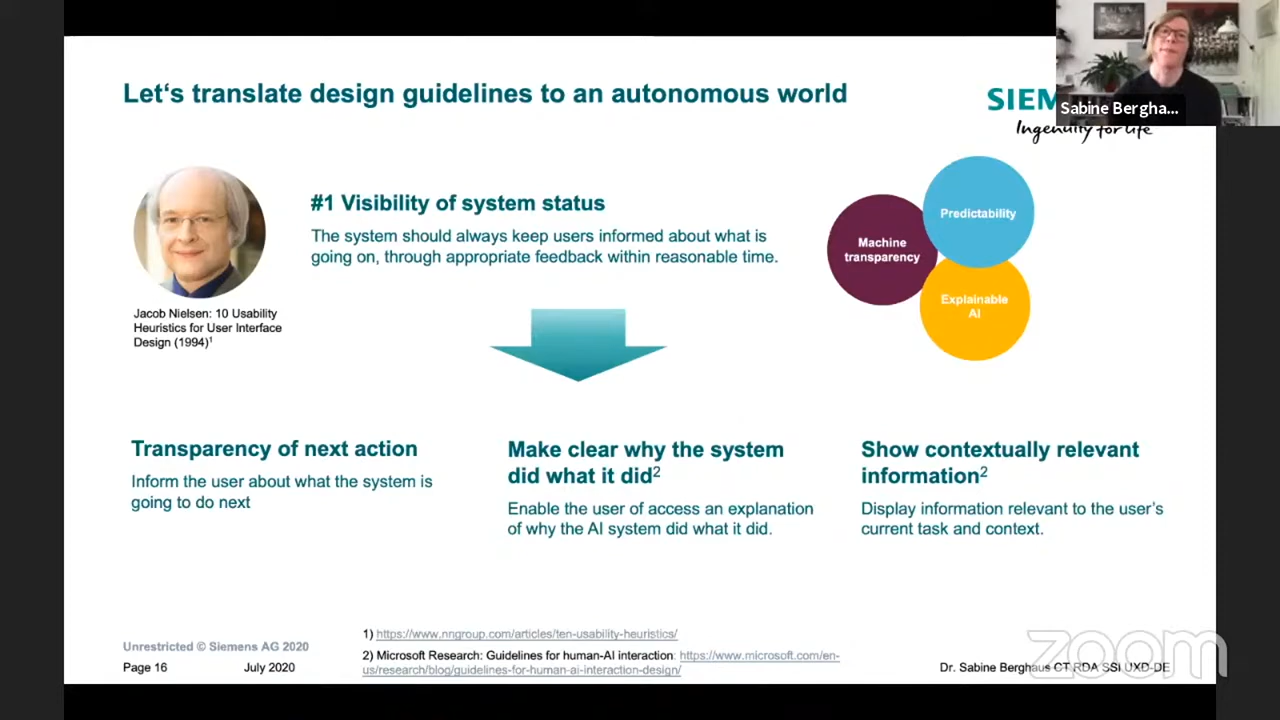 Let's translate design guidelines to an autonomous world
SIEM
Ingenuity for life
Sabine Bergha...
#1 Visibility of system status
The system should always keep users informed about what is
going on, through appropriate feedback within reasonable time.
Jacob Nielsen: 10 Usability
Heuristics for User Interface
Design (1994)1
Predictability
Machine
transparency
Explainable
AI
Transparency of next action
Inform the user about what the system is
going to do next
Make clear why the system
did what it did2
Enable the user of access an explanation
of why the AI system did what it did.
Show contextually relevant
information2
Display information relevant to the user's
current task and context.
Unrestricted © Siemens AG 2020
Page 16 July 2020
1) https://www.nngroup.com/articles/ten-usability-heuristics/
2) Microsoft Research: Guidelines for human-AI interaction: https://www.microsoft.com/en-
us/research/blog/guidelines-for-human-ai-interaction-design/
Dr. Sabine Berghaus CT RDA SSI UXD-DE
zoom